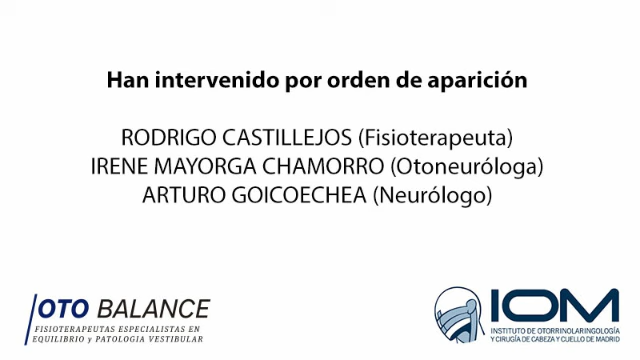 Han intervenido por orden de aparición
RODRIGO CASTILLEJOS (Fisioterapeuta)
IRENE MAYORGA CHAMORRO (Otoneuróloga)
ARTURO GOICOECHEA (Neurólogo)
OTO BALANCE
FISIOTERAPEUTAS ESPECIALISTAS EN
EQUILIBRIO y PATOLOGÍA VESTIBULAR
IOM
INSTITUTO DE OTORRINOLARINGOLOGÍA
Y CIRUGÍA DE CABEZA Y CUELLO DE MADRID